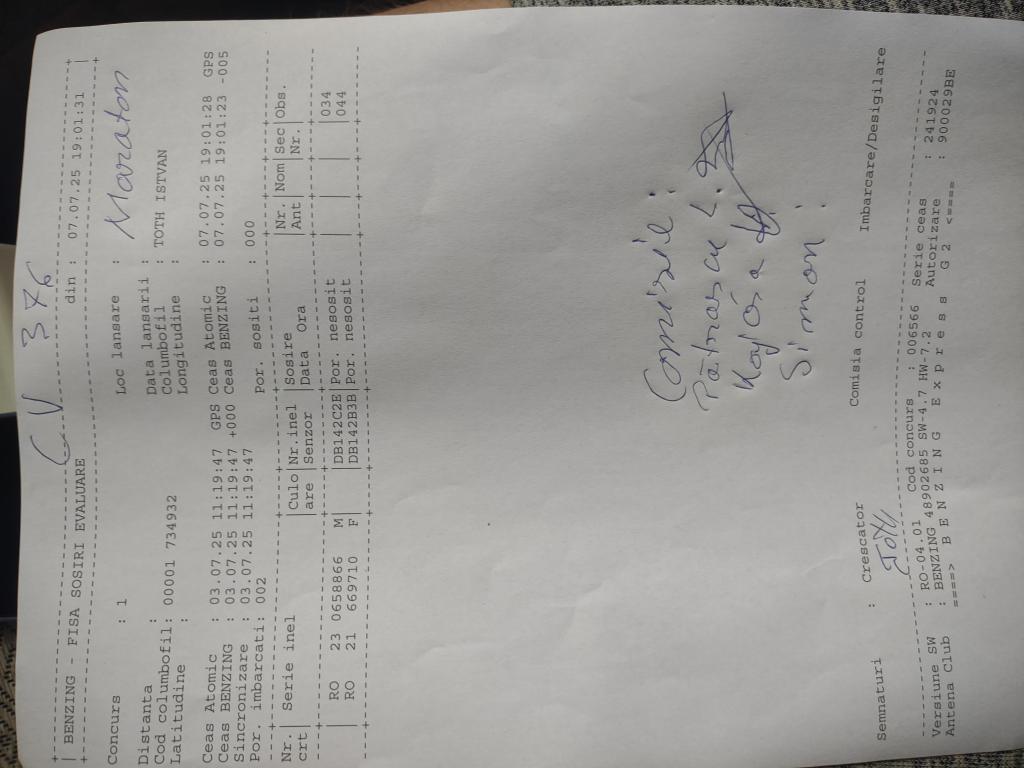 CV 376
| BENZING - FISA SOSIRI EVALUARE din : 07.07.25 19:01:31 |
Concurs : 1 Loc lansare : Maraton
Distanta : Data lansarii :
Cod columbofil: 00001 734932 Columbofil : TOTH ISTVAN
Latitudine : Longitudine :
Ceas Atomic : 03.07.25 11:19:47 GPS Ceas Atomic : 07.07.25 19:01:28 GPS
Ceas BENZING : 03.07.25 11:19:47 +000 Ceas BENZING : 07.07.25 19:01:23 -005
Sincronizare : 03.07.25 11:19:47
Por. imbarcati: 002 Por. sositi : 000
Nr.| Serie inel |Culo|Nr.inel |Sosire |Nr. |Nom|Sec|Obs.
crt| |are |Senzor |Data Ora |Ant | |Nr.|
| RO 23 0658866 M | |DB142C2E|Por. nesosit | | | |034
| RO 21 669710 F | |DB142B3B|Por. nesosit | | | |044
Comisie :
Pătrascu L.
Kajós a
Simon :
Semnaturi : Crescator Comisia control Imbarcare/Desigilare
Toth
Versiune SW : RO-04.01 Cod concurs : 006566 Serie ceas : 241924
Antena Club : BENZING 48902685 SW-4.7 HW-7.2 Autorizare : 900029BE
====> B E N Z I N G E x p r e s s G 2 <====